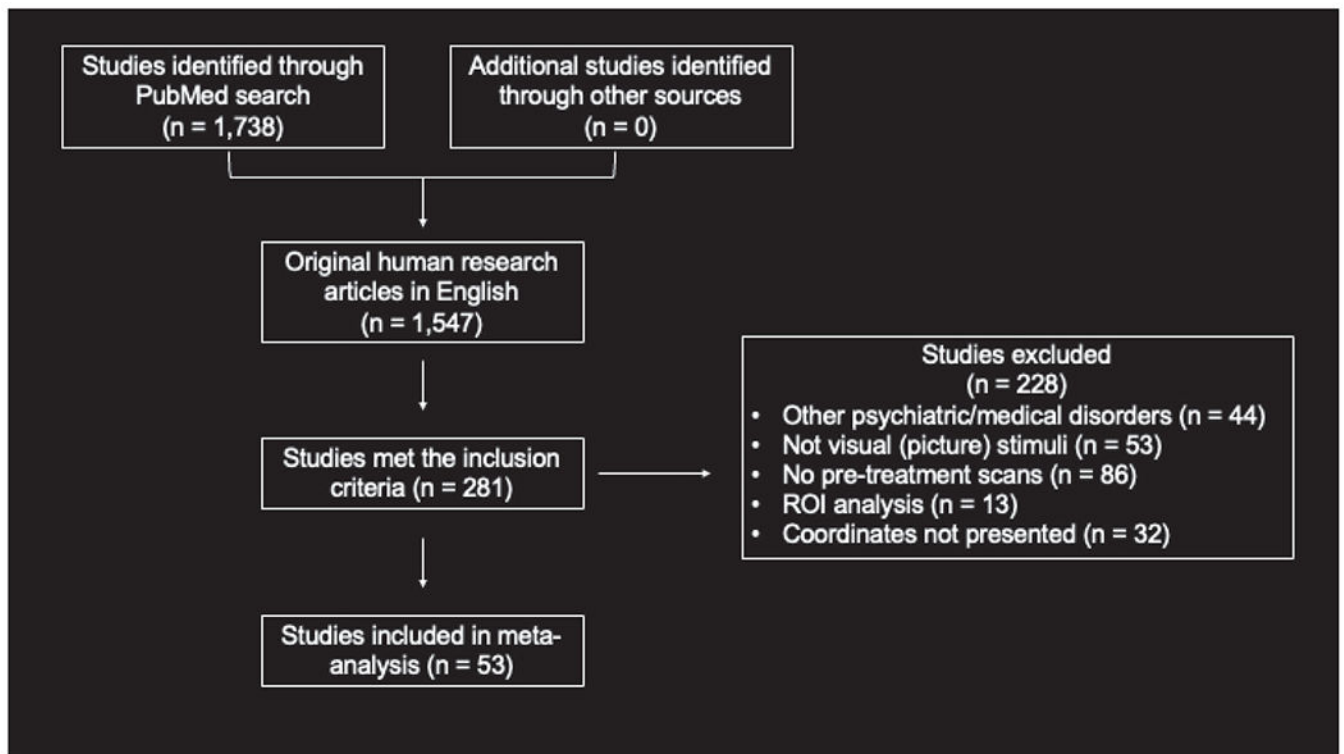 Studies identified through
PubMed search
(n = 1,738)
Additional studies identified
through other sources
(n = 0)
Original human research
articles in English
(n = 1,547)
Studies met the inclusion
criteria (n = 281)
Studies excluded
(n = 228)
• Other psychiatric/medical disorders (n = 44)
• Not visual (picture) stimuli (n = 53)
• No pre-treatment scans (n = 86)
• ROI analysis (n = 13)
• Coordinates not presented (n = 32)
Studies included in meta-
analysis (n = 53)